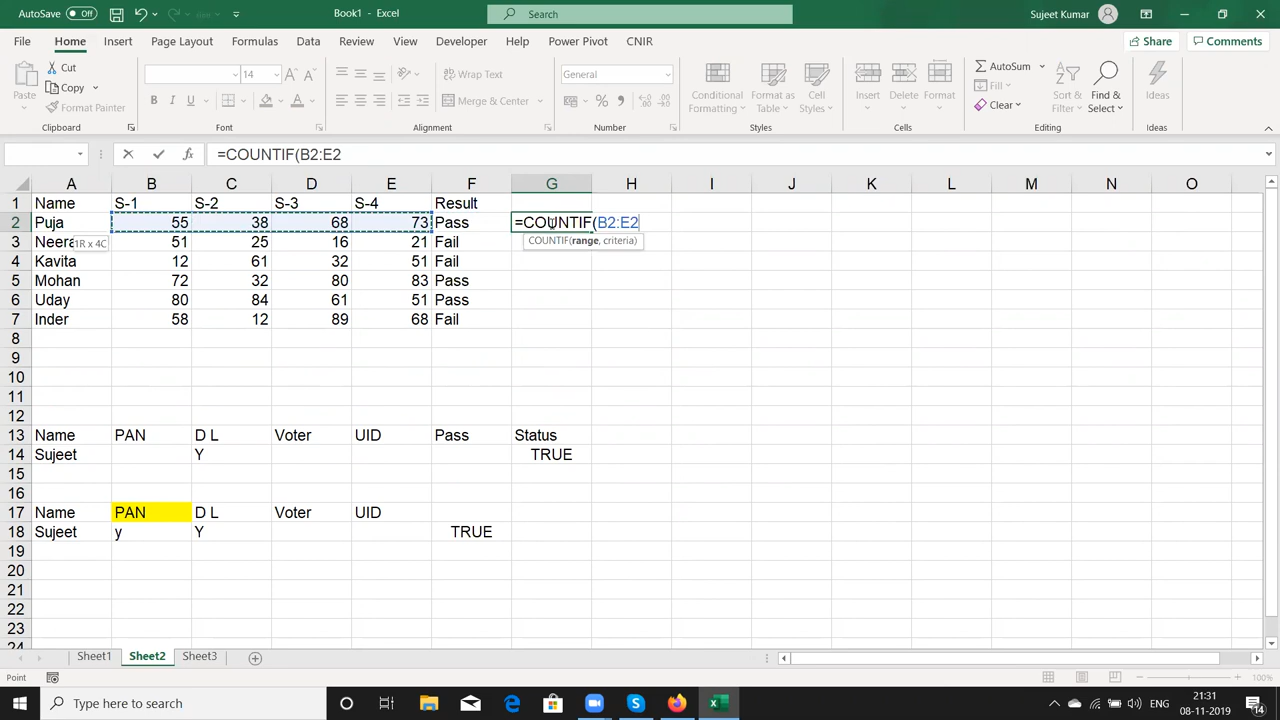 AutoSave Off Book1 - Excel Search Sujeet Kumar
File Home Insert Page Layout Formulas Data Review View Developer Help Power Pivot CNIR Share Comments
Paste Cut Copy Format Painter
14 A A B I U A
Wrap Text Merge & Center
General % ,
Conditional Formatting Format as Table Cell Styles
Insert Delete Format
AutoSum Fill Clear Sort & Filter Find & Select Ideas
Clipboard Font Alignment Number Styles Cells Editing Ideas
fx =COUNTIF(B2:E2
A B C D E F G H I J K L M N O
1 Name S-1 S-2 S-3 S-4 Result
2 Puja 55 38 68 73 Pass =COUNTIF(B2:E2
COUNTIF(range, criteria)
1R x 4C
3 Neera 51 25 16 21 Fail
4 Kavita 12 61 32 51 Fail
5 Mohan 72 32 80 83 Pass
6 Uday 80 84 61 51 Pass
7 Inder 58 12 89 68 Fail
8
9
10
11
12
13 Name PAN D L Voter UID Pass Status
14 Sujeet Y TRUE
15
16
17 Name PAN D L Voter UID
18 Sujeet y Y TRUE
19
20
21
22
23
24
Sheet1 Sheet2 Sheet3
Point 100%
Type here to search ENG 21:31
08-11-2019